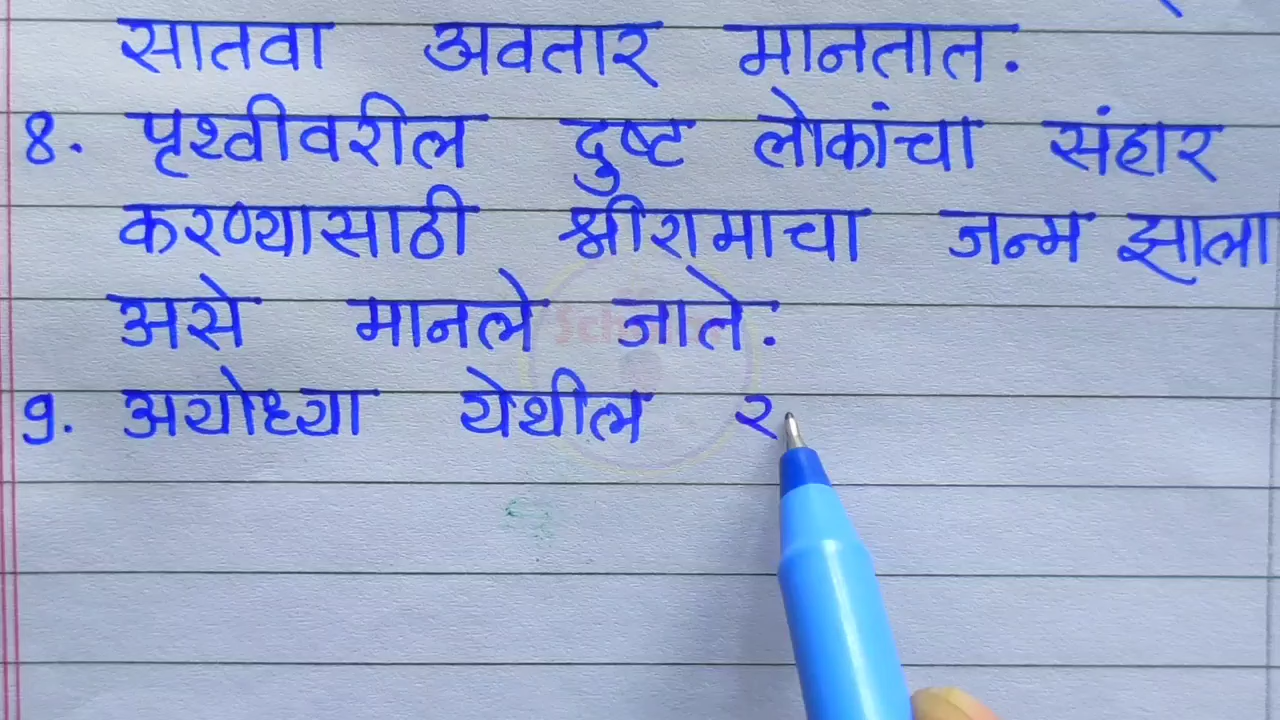 सातवा अवतार मानतात.
8. पृथ्वीवरील दुष्ट लोकांचा संहार
करण्यासाठी श्रीरामाचा जन्म झाला
असे मानले जाते.
9. अयोध्या येथील र